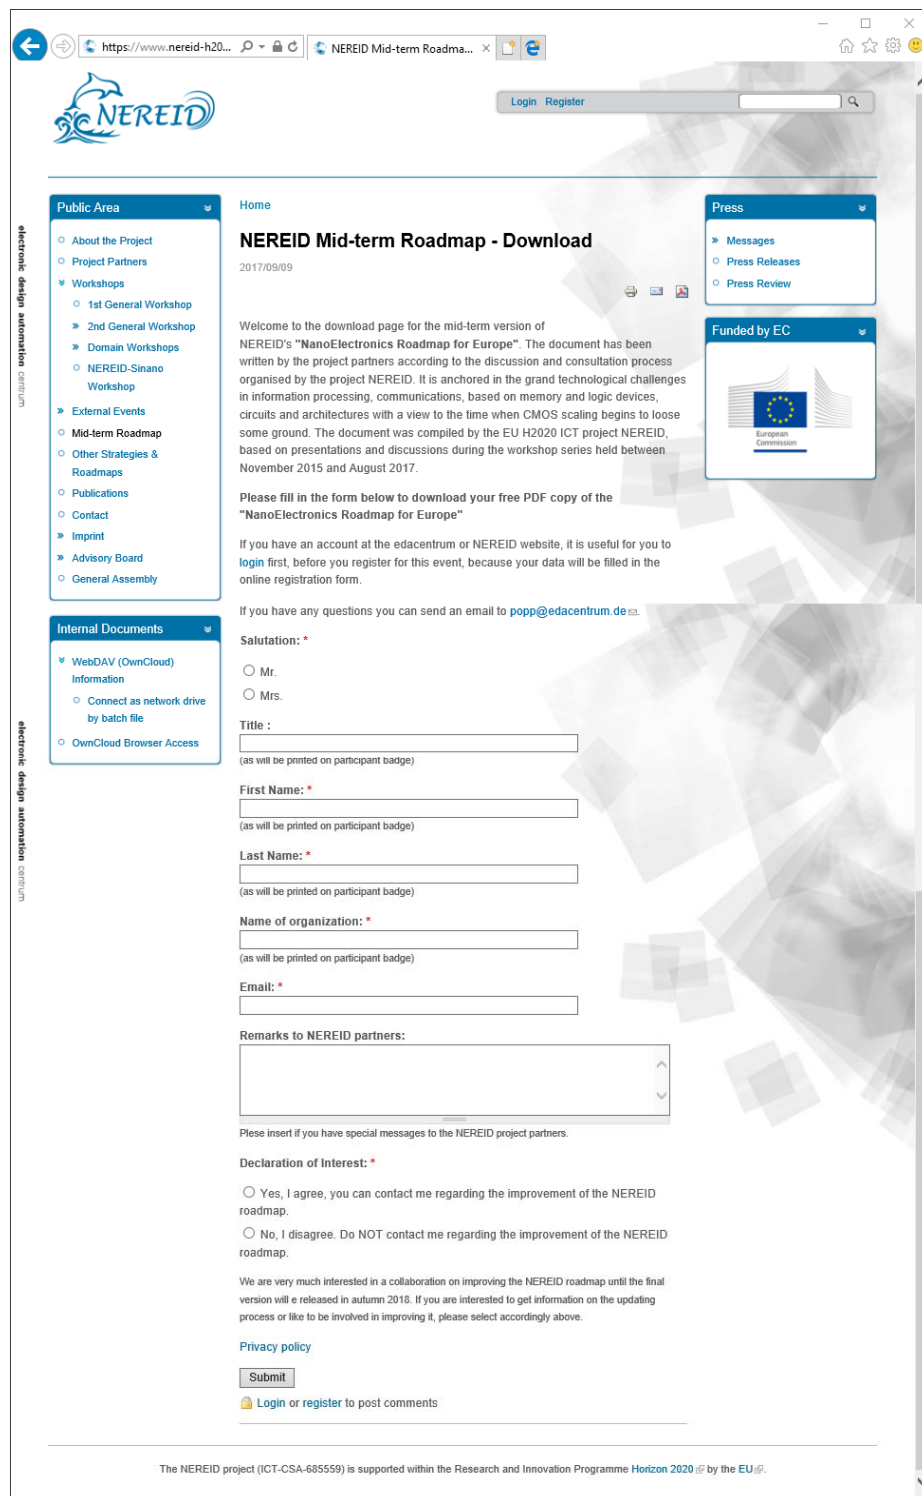 https://www.nereid-h20...
NEREID Mid-term Roadma...
NEREID
Login Register
electronic design automation centrum
Public Area
About the Project
Project Partners
Workshops
1st General Workshop
2nd General Workshop
Domain Workshops
NEREID-Sinano
Workshop
External Events
Mid-term Roadmap
Other Strategies &
Roadmaps
Publications
Contact
Imprint
Advisory Board
General Assembly
Internal Documents
WebDAV (OwnCloud)
Information
Connect as network drive
by batch file
OwnCloud Browser Access
electronic design automation centrum
Home
NEREID Mid-term Roadmap - Download
2017/09/09
Welcome to the download page for the mid-term version of
NEREID's "NanoElectronics Roadmap for Europe". The document has been
written by the project partners according to the discussion and consultation process
organised by the project NEREID. It is anchored in the grand technological challenges
in information processing, communications, based on memory and logic devices,
circuits and architectures with a view to the time when CMOS scaling begins to loose
some ground. The document was compiled by the EU H2020 ICT project NEREID,
based on presentations and discussions during the workshop series held between
November 2015 and August 2017.
Please fill in the form below to download your free PDF copy of the
"NanoElectronics Roadmap for Europe"
If you have an account at the edacentrum or NEREID website, it is useful for you to
login first, before you register for this event, because your data will be filled in the
online registration form.
If you have any questions you can send an email to popp@edacentrum.de.
Salutation: *
Mr.
Mrs.
Title :
(as will be printed on participant badge)
First Name: *
(as will be printed on participant badge)
Last Name: *
(as will be printed on participant badge)
Name of organization: *
(as will be printed on participant badge)
Email: *
Remarks to NEREID partners:
Plese insert if you have special messages to the NEREID project partners.
Declaration of Interest: *
Yes, I agree, you can contact me regarding the improvement of the NEREID
roadmap.
No, I disagree. Do NOT contact me regarding the improvement of the NEREID
roadmap.
We are very much interested in a collaboration on improving the NEREID roadmap until the final
version will e released in autumn 2018. If you are interested to get information on the updating
process or like to be involved in improving it, please select accordingly above.
Privacy policy
Submit
Login or register to post comments
Press
Messages
Press Releases
Press Review
Funded by EC
European
Commission
The NEREID project (ICT-CSA-685559) is supported within the Research and Innovation Programme Horizon 2020 by the EU.